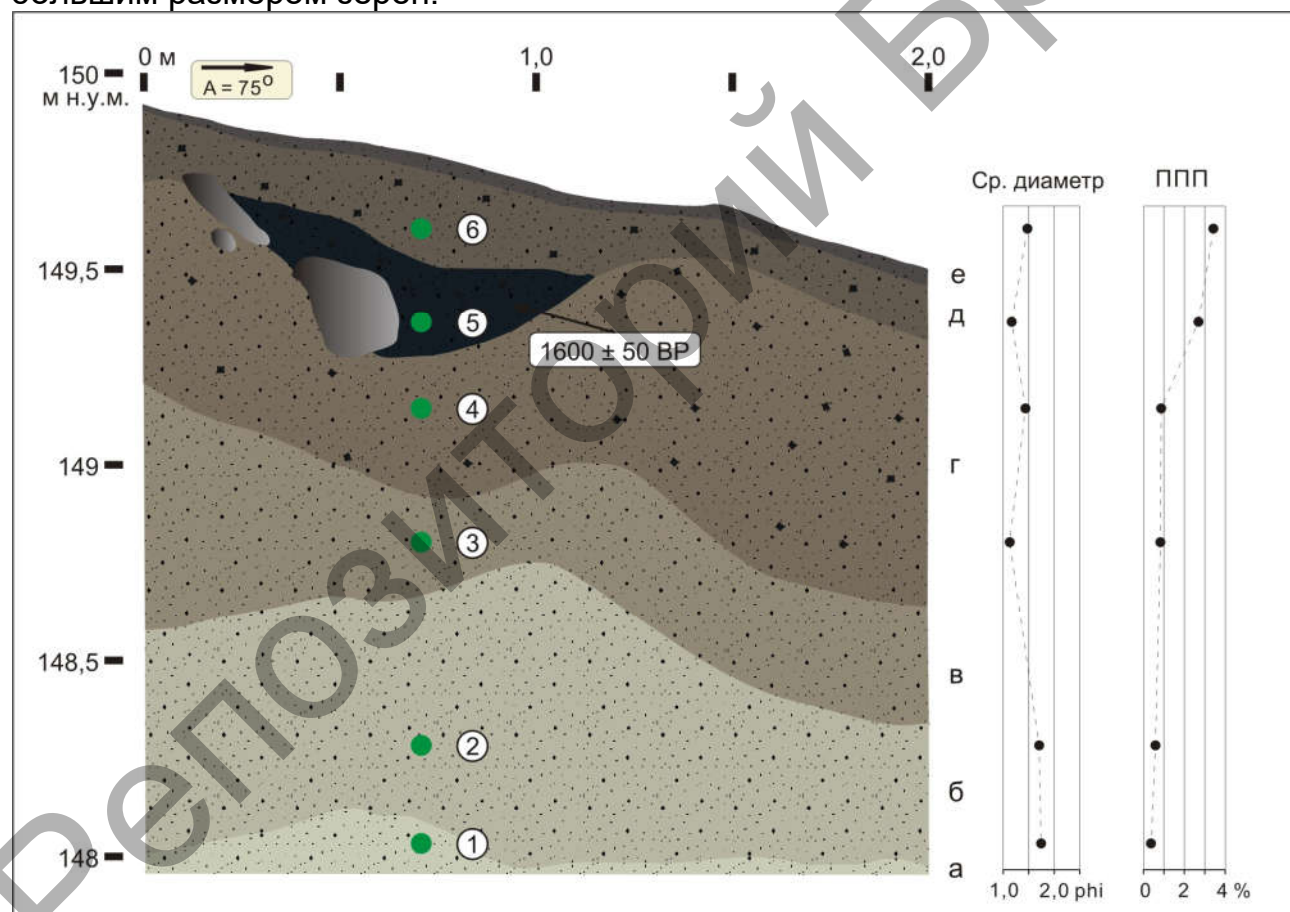 большим размером зерен.
0 м
1,0
2,0
150
м н.у.м.
A = 75°
Ср. диаметр
ППП
6
149,5
е
5
д
1600 ± 50 BP
4
149
г
3
148,5
в
2
б
1
148
а
1,0 2,0 phi
0 2 4 %
Репозиторий Бр